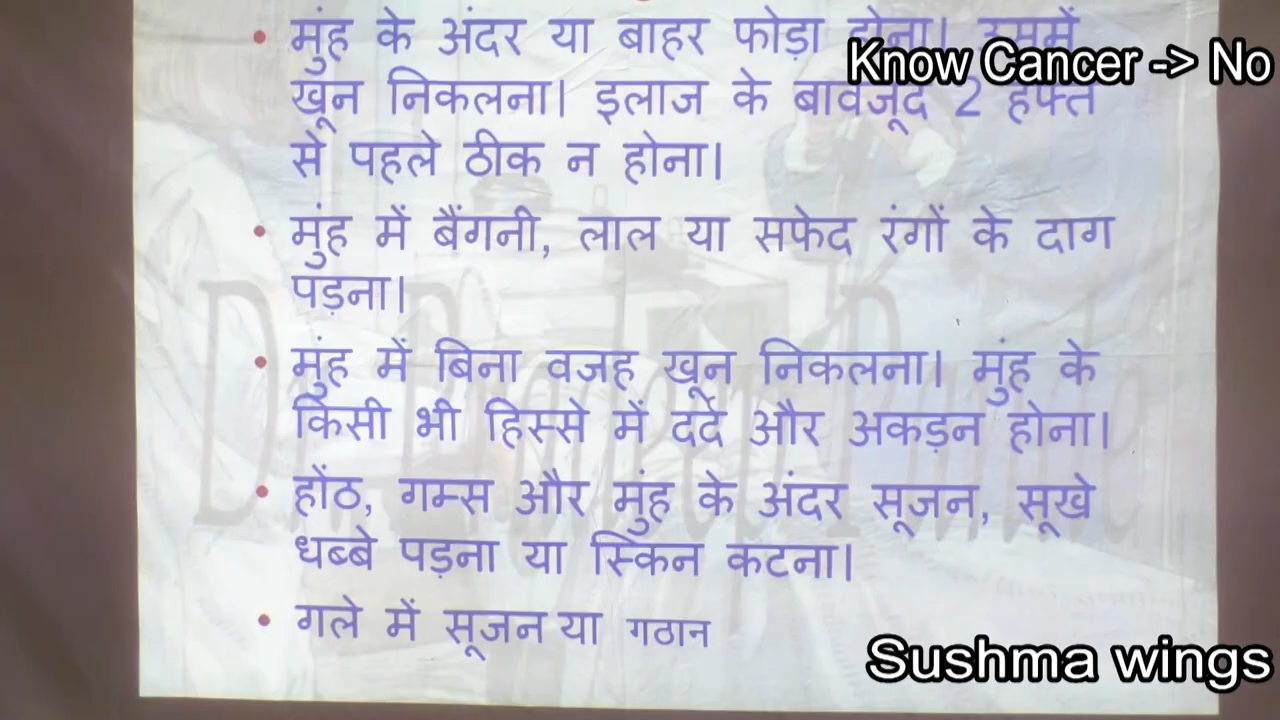 • मुंह के अंदर या बाहर फोड़ा होना। उसमें
Know Cancer -> No
खून निकलना। इलाज के बावजूद 2 हफ्ते
से पहले ठीक न होना।
• मुंह में बैंगनी, लाल या सफेद रंगों के दाग
पड़ना।
• मुंह में बिना वजह खून निकलना। मुंह के
किसी भी हिस्से में दर्द और अकड़न होना।
• होंठ, गम्स और मुंह के अंदर सूजन, सूखे
धब्बे पड़ना या स्किन कटना।
• गले में सूजन या गठान
Sushma wings